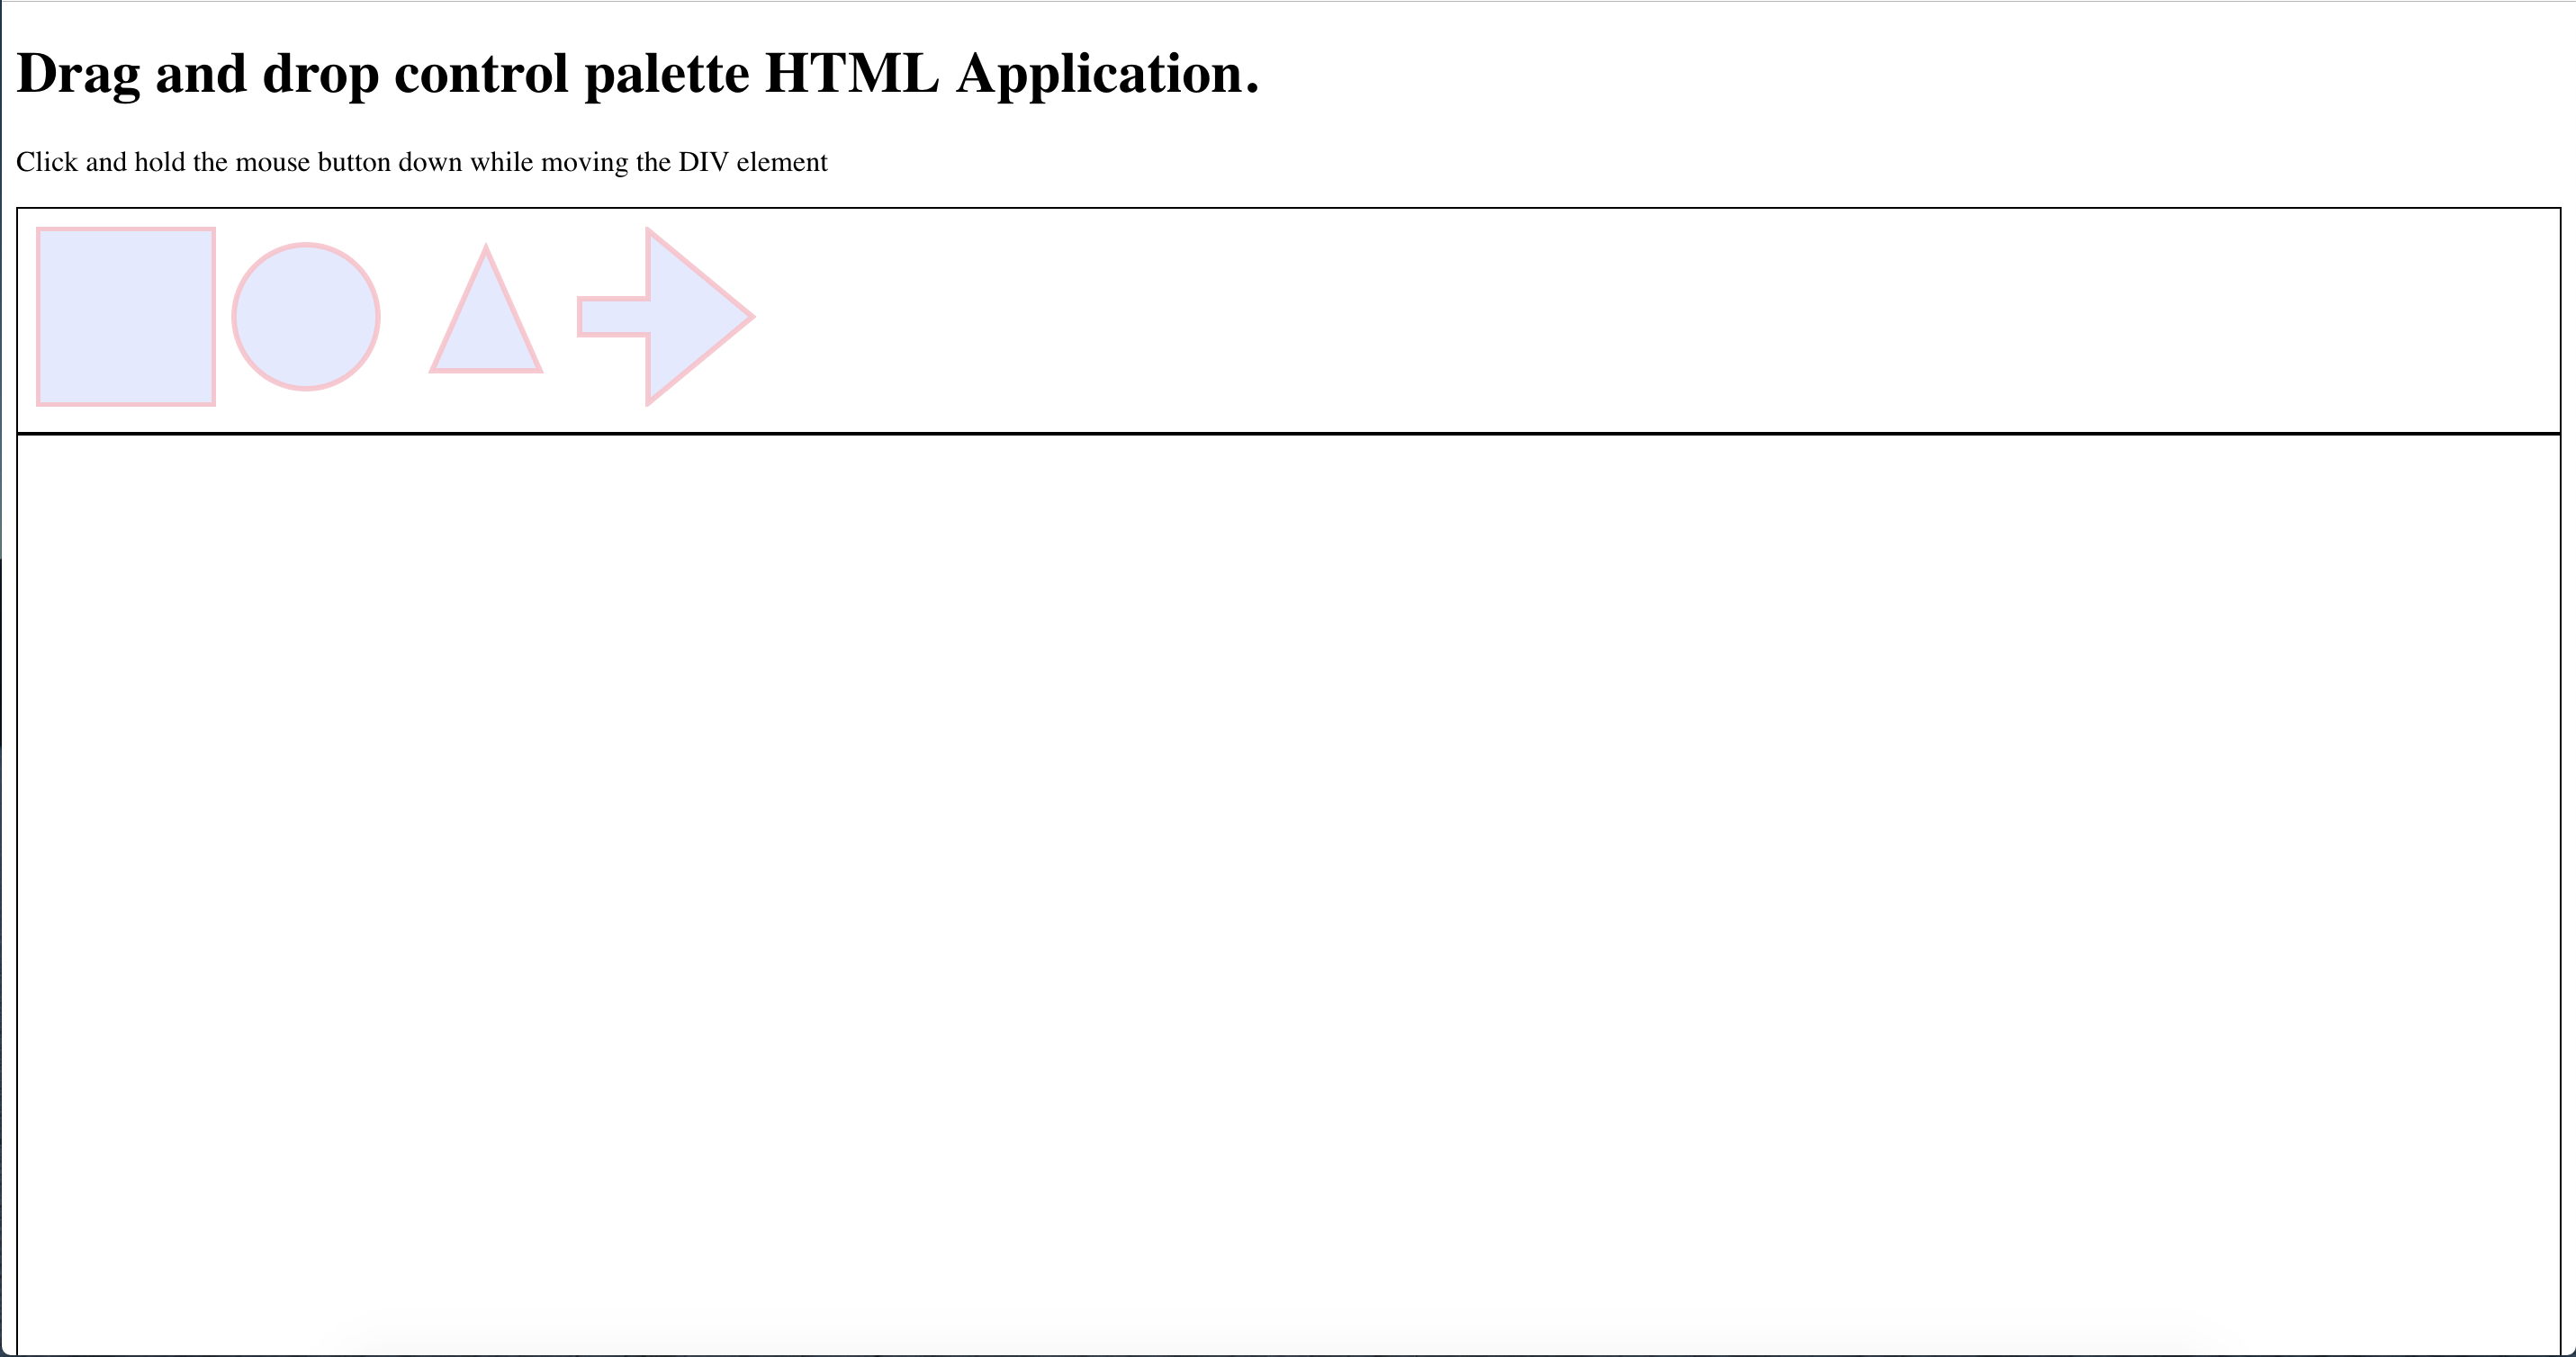 Drag and drop control palette HTML Application.
Click and hold the mouse button down while moving the DIV element